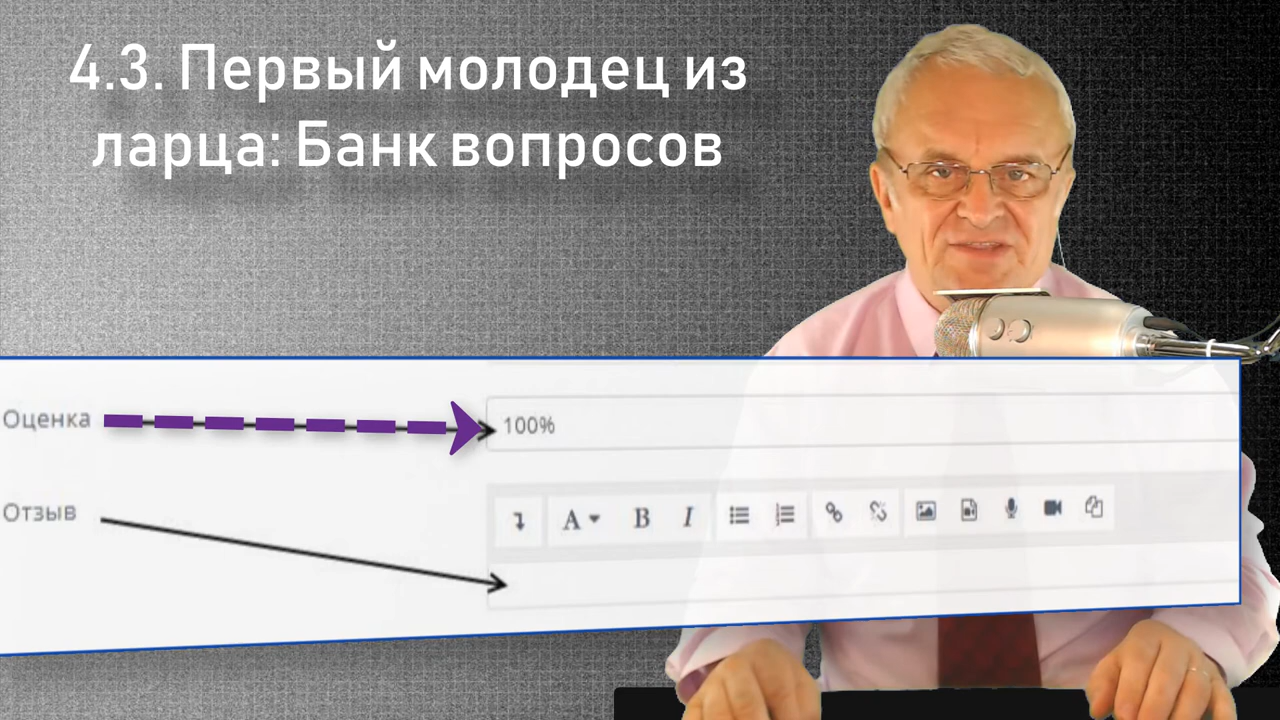 4.3. Первый молодец из
ларца: Банк вопросов
Оценка
100%
Отзыв
A B I